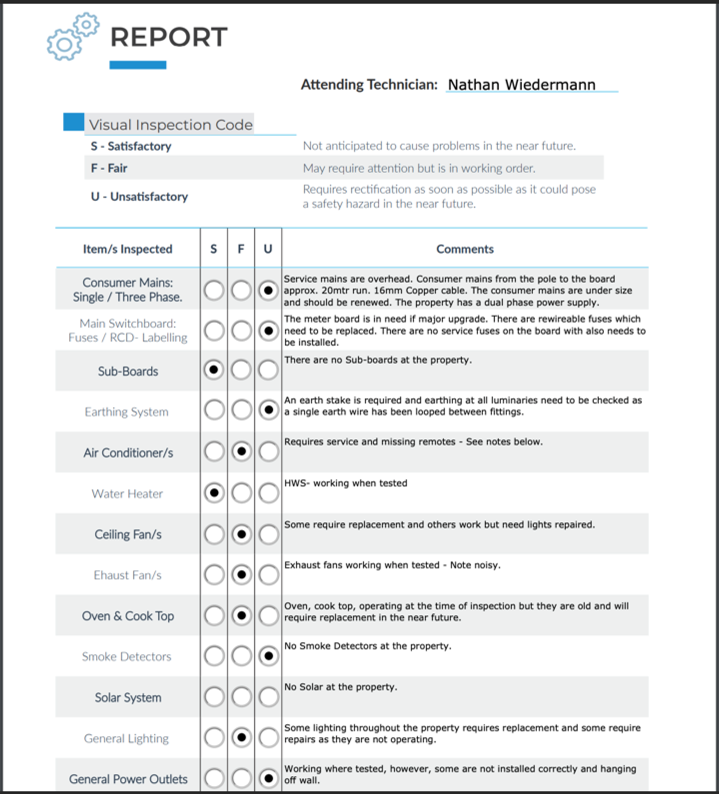 REPORT
Attending Technician: Nathan Wiedermann
Visual Inspection Code
S - Satisfactory Not anticipated to cause problems in the near future.
F - Fair May require attention but is in working order.
U - Unsatisfactory Requires rectification as soon as possible as it could pose
a safety hazard in the near future.
Item/s Inspected S F U Comments
Consumer Mains:
Single / Three Phase.
Service mains are overhead. Consumer mains from the pole to the board
approx. 20mtr run. 16mm Copper cable. The consumer mains are under size
and should be renewed. The property has a dual phase power supply.
Main Switchboard:
Fuses / RCD- Labelling
The meter board is in need if major upgrade. There are rewireable fuses which
need to be replaced. There are no service fuses on the board with also needs to
be installed.
Sub-Boards
There are no Sub-boards at the property.
Earthing System
An earth stake is required and earthing at all luminaries need to be checked as
a single earth wire has been looped between fittings.
Air Conditioner/s
Requires service and missing remotes - See notes below.
Water Heater
HWS- working when tested
Ceiling Fan/s
Some require replacement and others work but need lights repaired.
Ehaust Fan/s
Exhaust fans working when tested - Note noisy.
Oven & Cook Top
Oven, cook top, operating at the time of inspection but they are old and will
require replacement in the near future.
Smoke Detectors
No Smoke Detectors at the property.
Solar System
No Solar at the property.
General Lighting
Some lighting throughout the property requires replacement and some require
repairs as they are not operating.
General Power Outlets
Working where tested, however, some are not installed correctly and hanging
off wall.